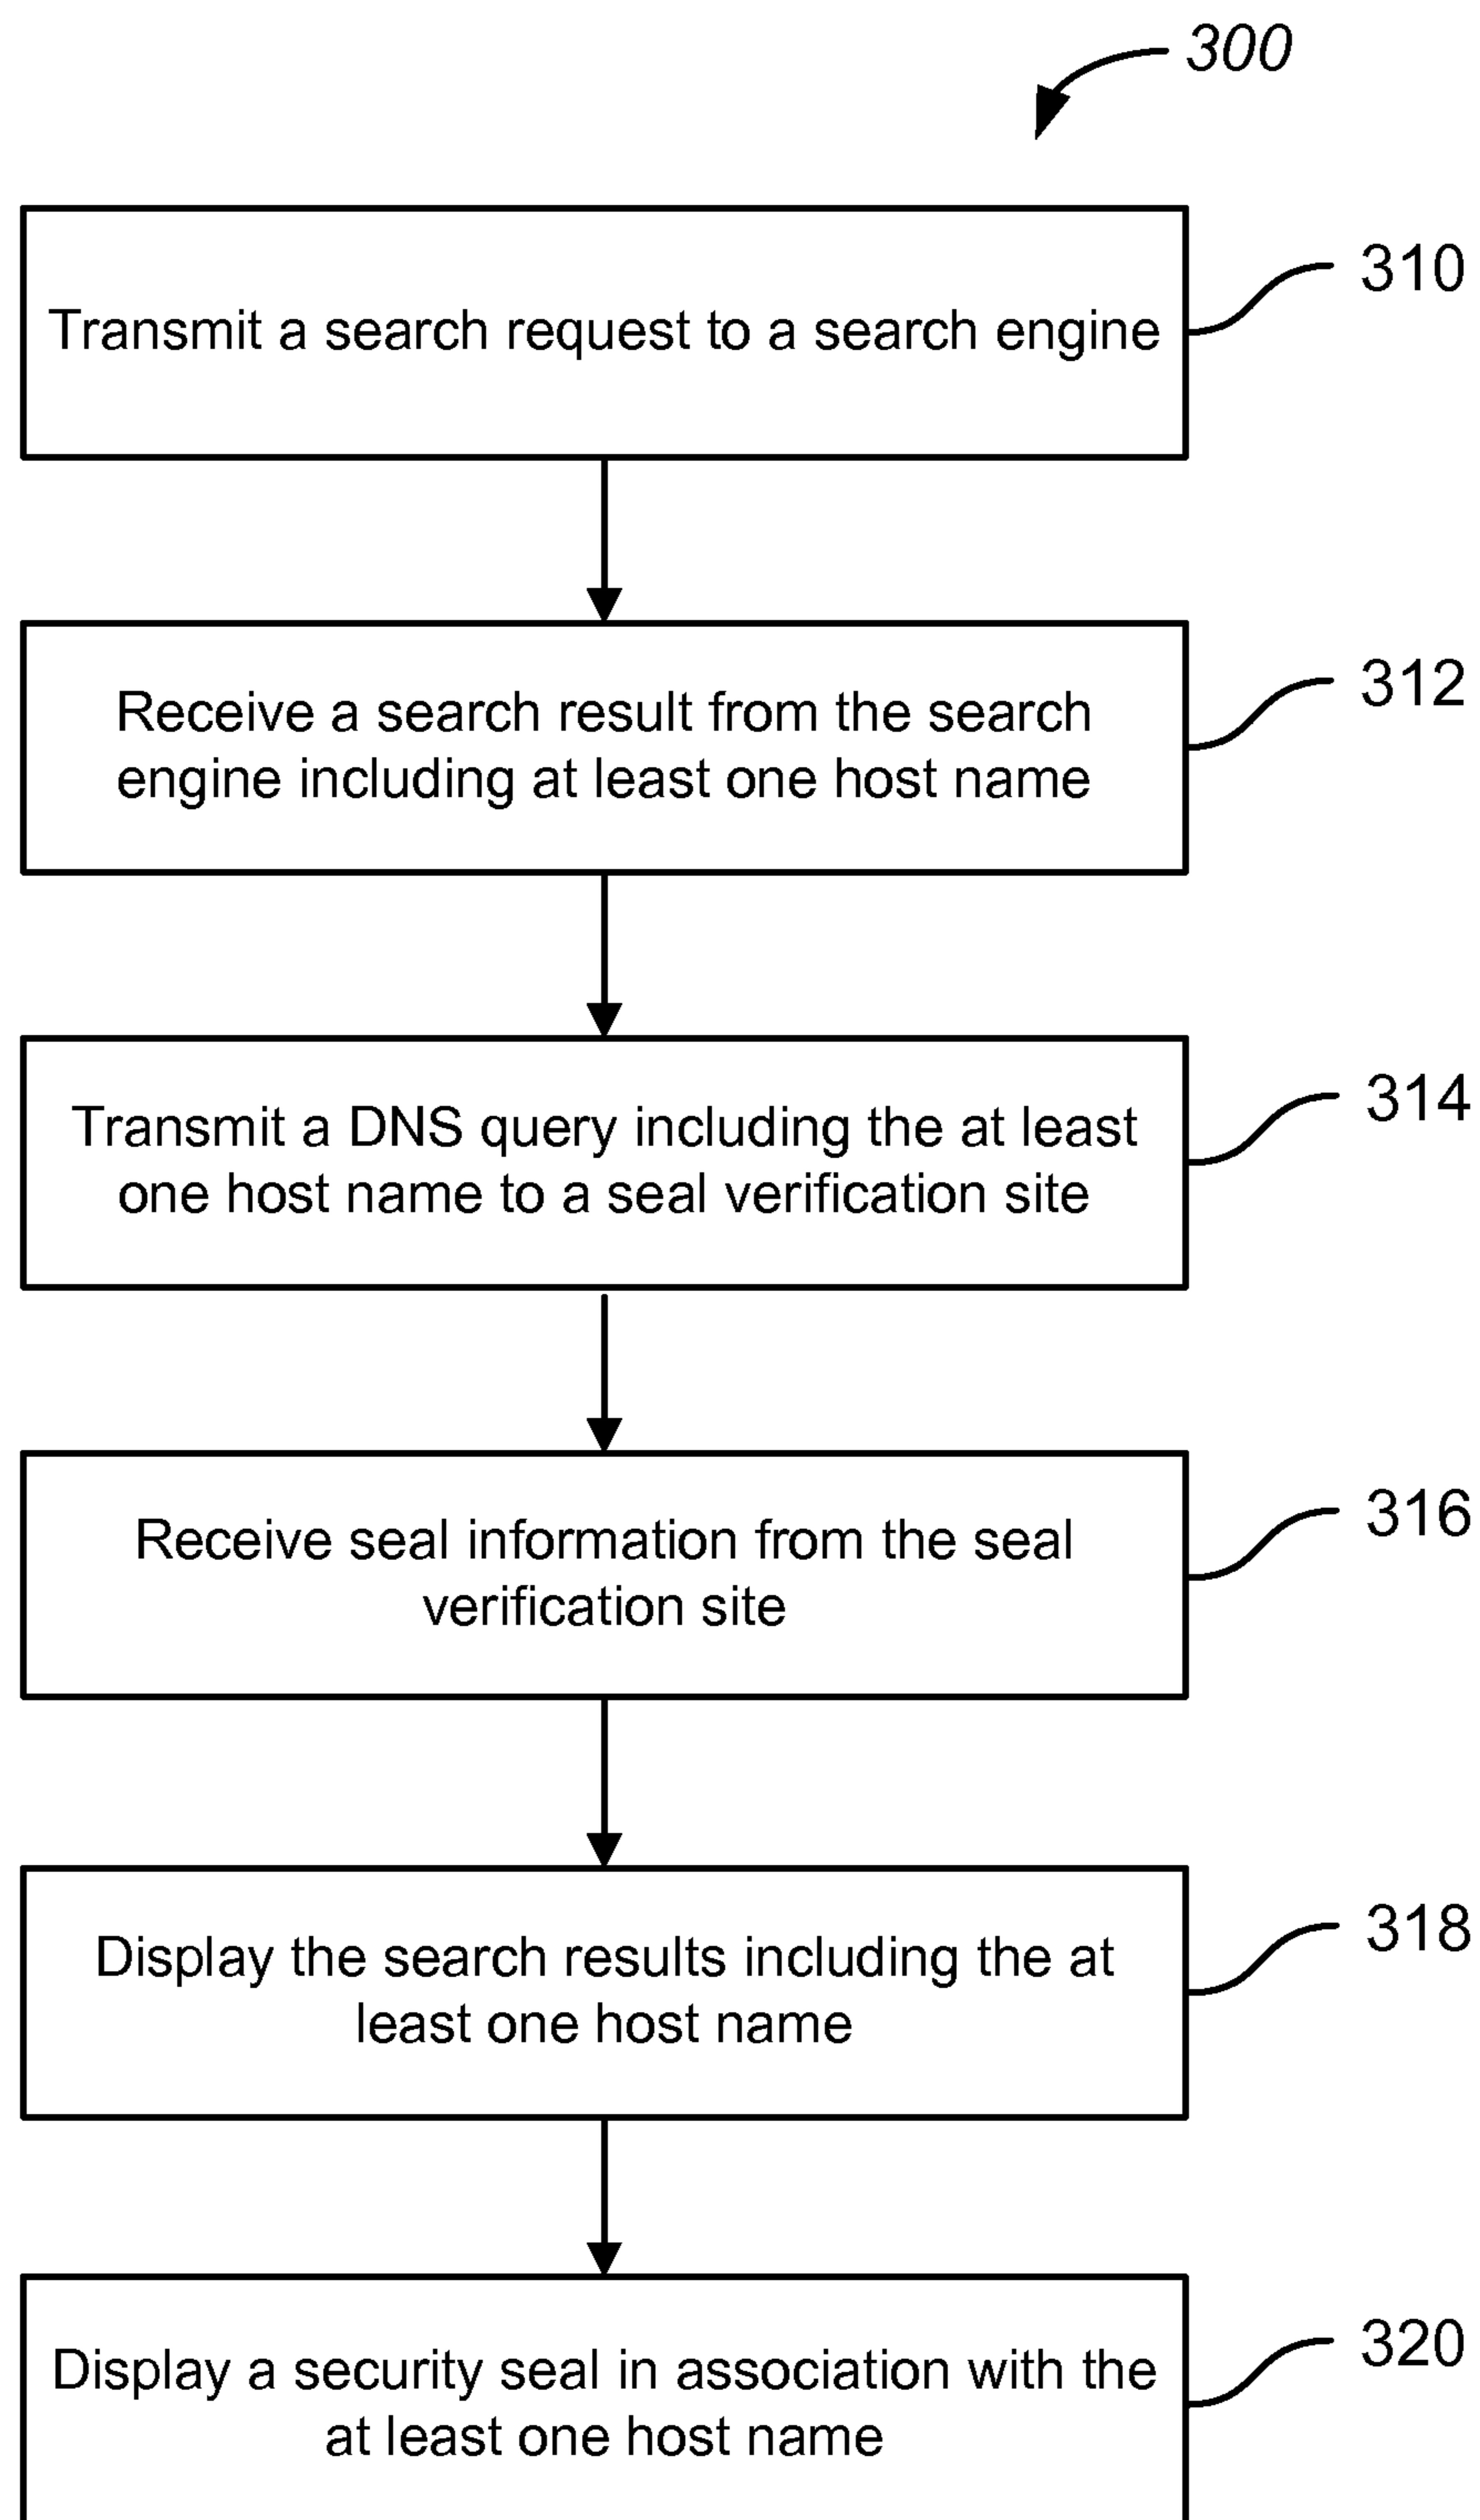 300
Transmit a search request to a search engine
310
Receive a search result from the search
engine including at least one host name
312
Transmit a DNS query including the at least
one host name to a seal verification site
314
Receive seal information from the seal
verification site
316
Display the search results including the at
least one host name
318
Display a security seal in association with the
at least one host name
320